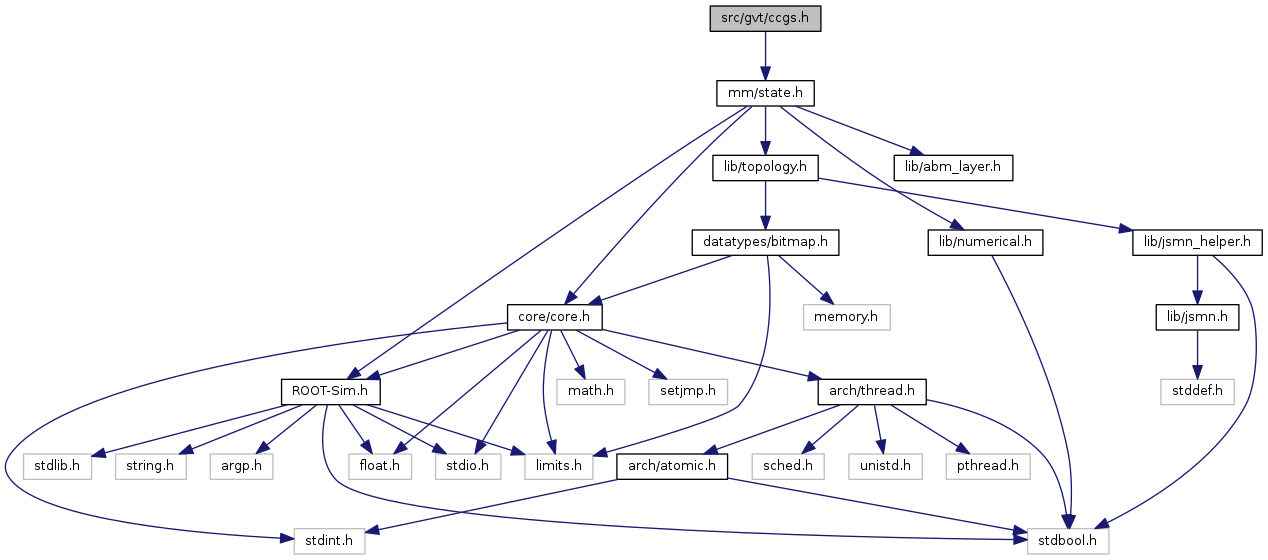 src/gvt/ccgs.h
mm/state.h
lib/topology.h
lib/abm_layer.h
datatypes/bitmap.h
lib/numerical.h
lib/jsmn_helper.h
core/core.h
memory.h
lib/jsmn.h
ROOT-Sim.h
math.h
setjmp.h
arch/thread.h
stddef.h
stdlib.h
string.h
argp.h
float.h
stdio.h
limits.h
arch/atomic.h
sched.h
unistd.h
pthread.h
stdint.h
stdbool.h